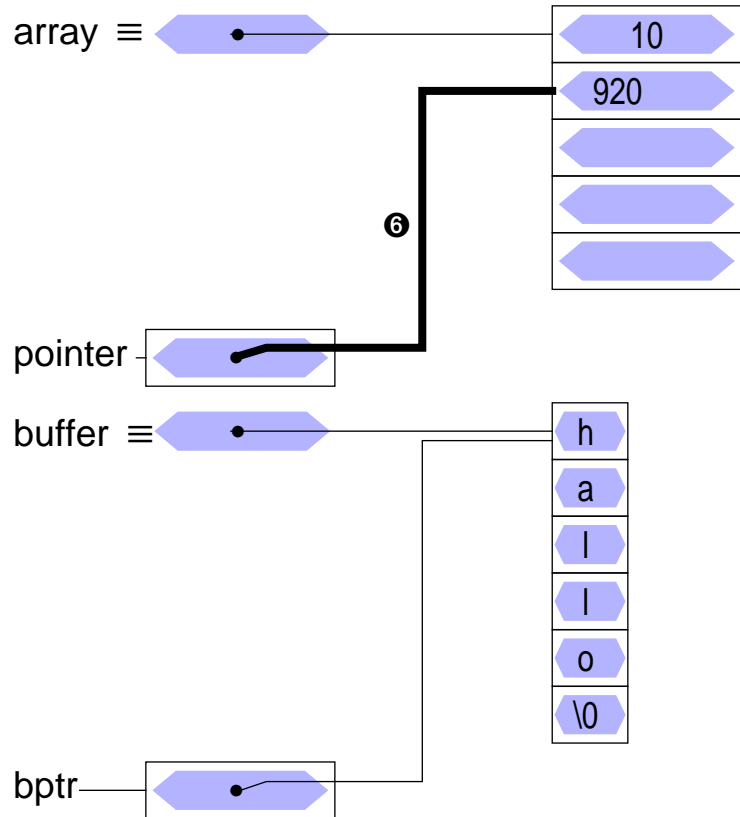 array ≡ 10
920
❻
pointer
buffer ≡ h
a
l
l
o
\0
bptr